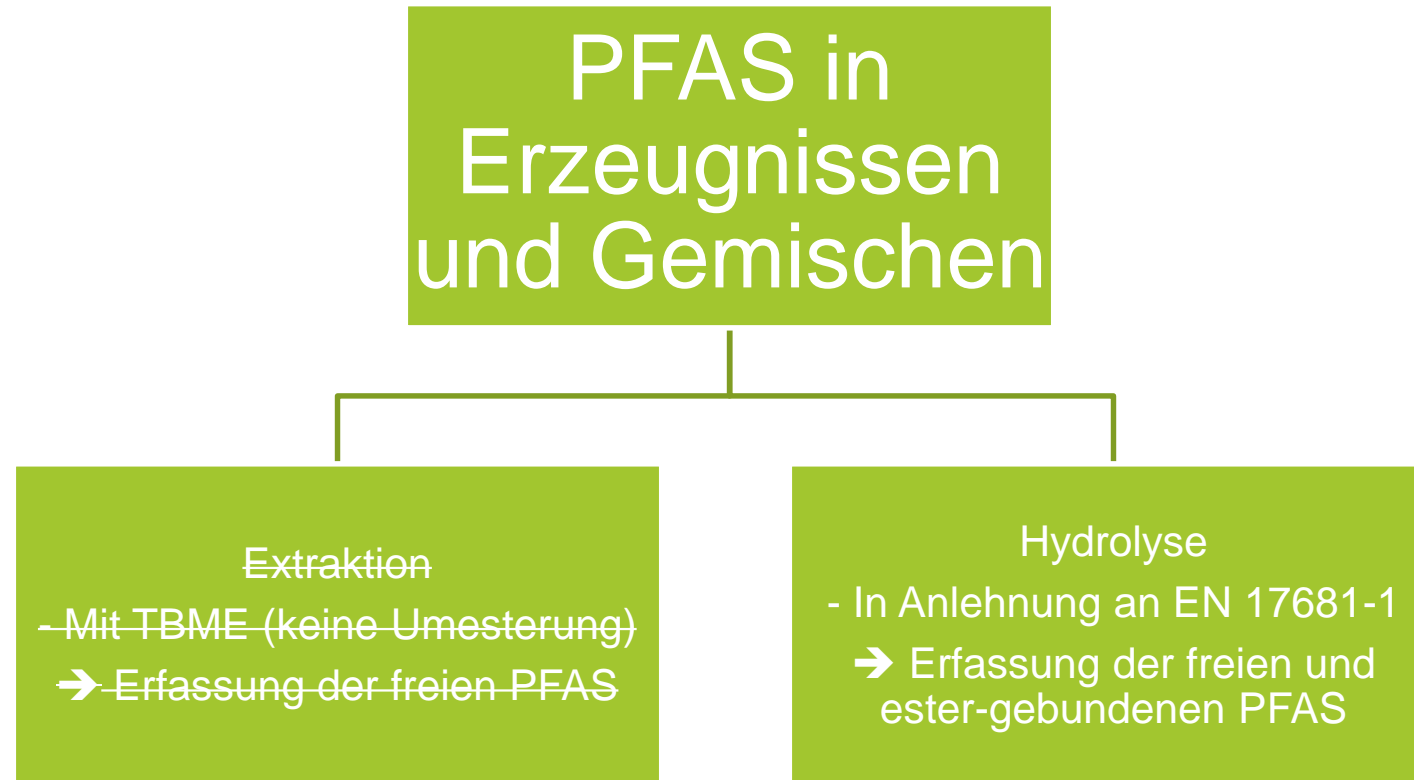 PFAS in
Erzeugnissen
und Gemischen
Extraktion
- Mit TBME (keine Umesterung)
➔ Erfassung der freien PFAS
Hydrolyse
- In Anlehnung an EN 17681-1
➔ Erfassung der freien und
ester-gebundenen PFAS